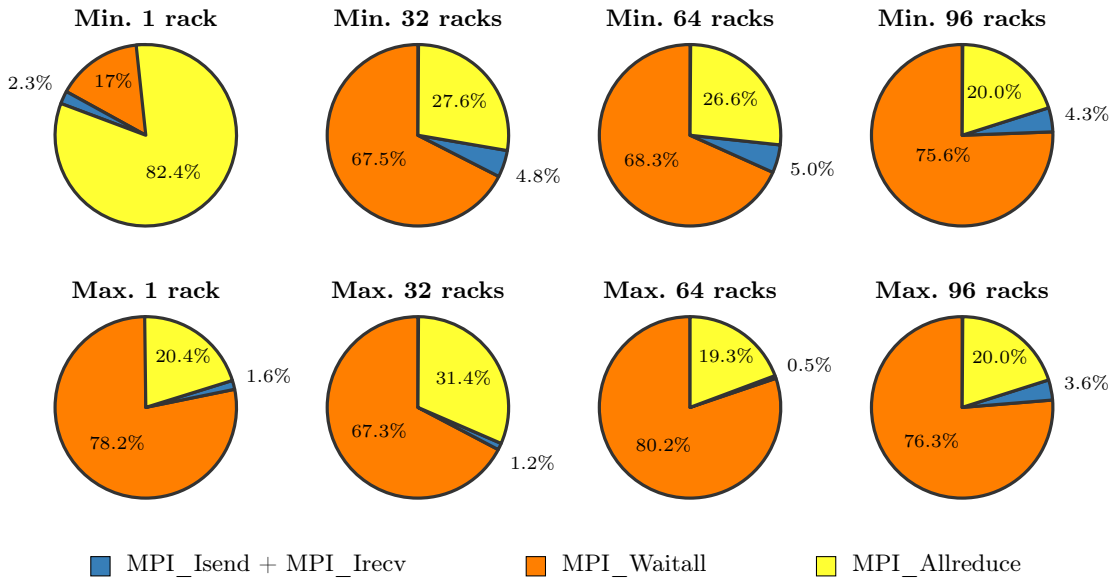 Min. 1 rack
Min. 32 racks
Min. 64 racks
Min. 96 racks
2.3%
17%
82.4%
27.6%
67.5%
4.8%
26.6%
68.3%
5.0%
20.0%
4.3%
75.6%
Max. 1 rack
Max. 32 racks
Max. 64 racks
Max. 96 racks
20.4%
1.6%
78.2%
31.4%
67.3%
1.2%
19.3%
0.5%
80.2%
20.0%
3.6%
76.3%
MPI_Isend + MPI_Irecv
MPI_Waitall
MPI_Allreduce